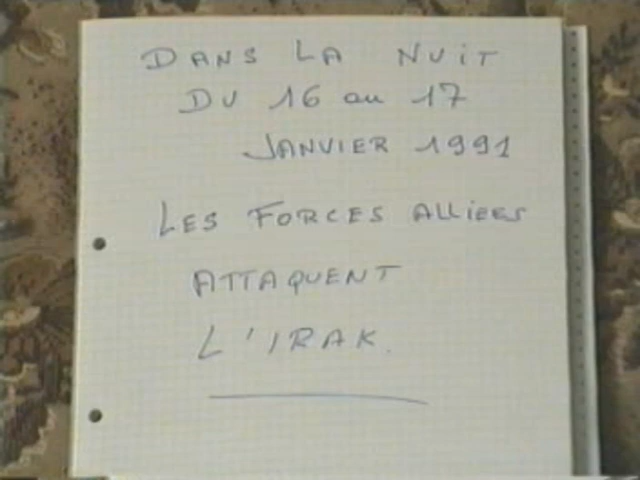 DANS LA NUiT
DU 16 au 17
JANVIER 1991
LES FORCES ALLiEES
ATTAQUENT
L'IRAK.